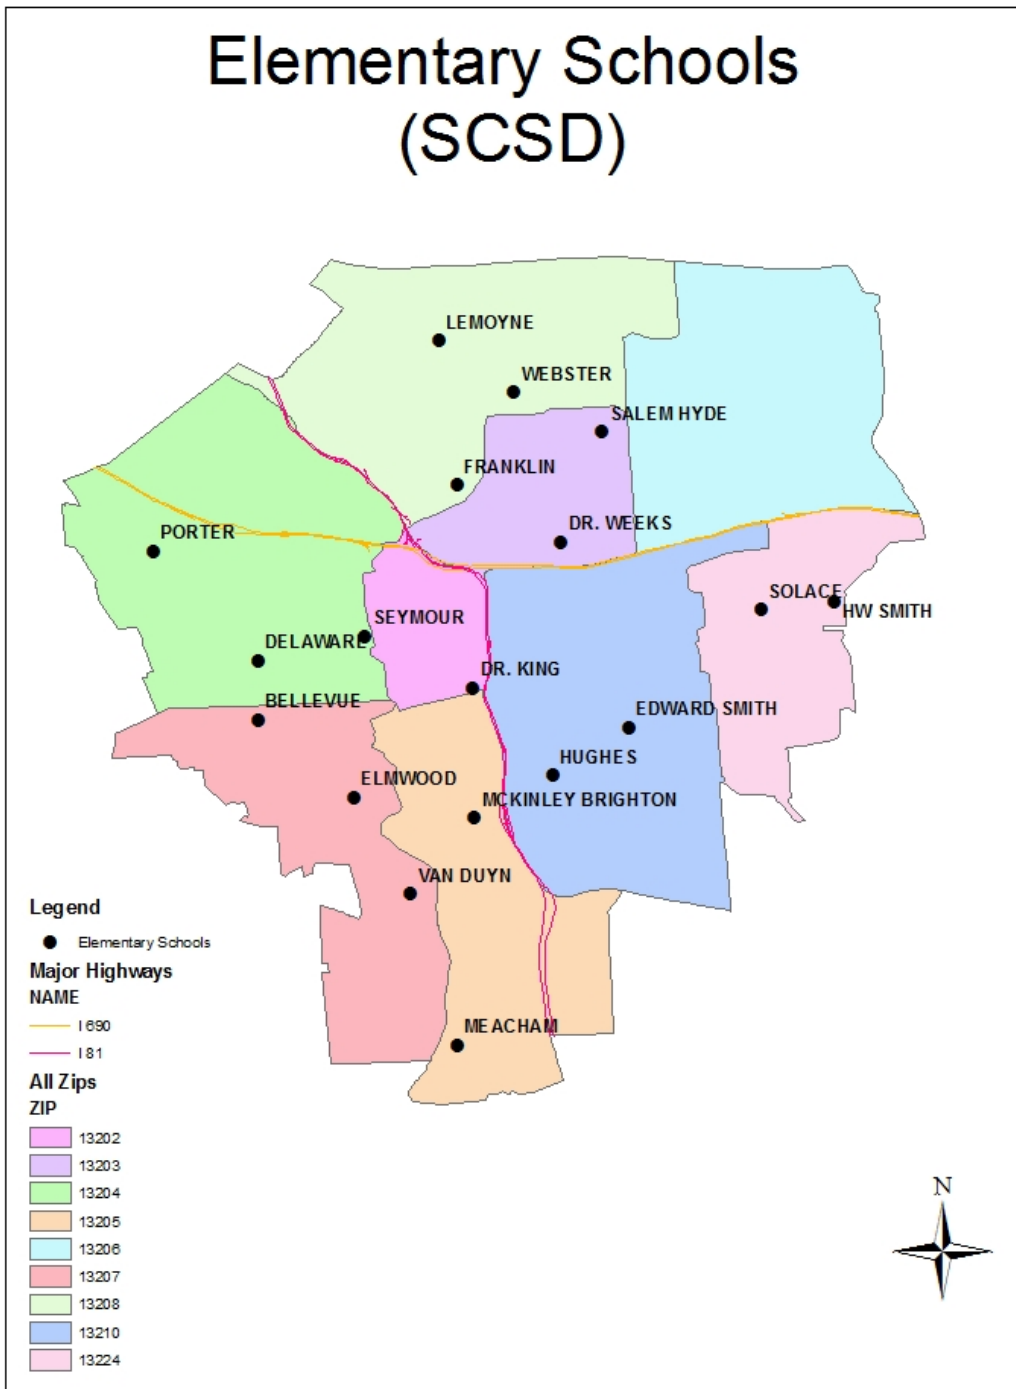 Elementary Schools
(SCSD)
LEMOYNE
WEBSTER
SALEM HYDE
FRANKLIN
DR. WEEKS
PORTER
SOLACE
HW SMITH
SEYMOUR
DELAWARE
DR. KING
BELLEVUE
EDWARD SMITH
HUGHES
ELMWOOD
MCKINLEY BRIGHTON
VAN DUYN
MEACHAM
Legend
Elementary Schools
Major Highways
NAME
I 690
I 81
All Zips
ZIP
13202
13203
13204
13205
13206
13207
13208
13210
13224
N